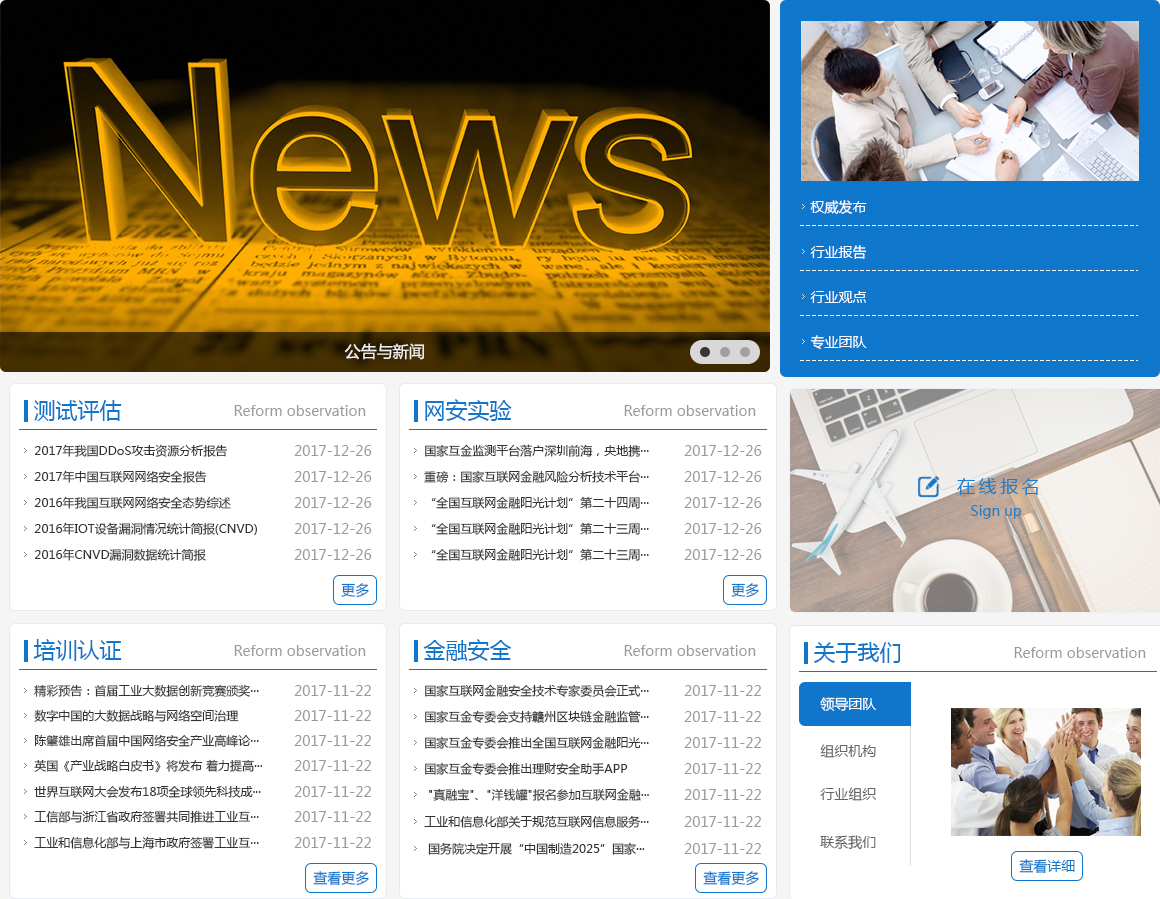 News
公告与新闻
权威发布
行业报告
行业观点
专业团队
测试评估 Reform observation
2017年我国DDoS攻击资源分析报告 2017-12-26
2017年中国互联网网络安全报告 2017-12-26
2016年我国互联网网络安全态势综述 2017-12-26
2016年IOT设备漏洞情况统计简报(CNVD) 2017-12-26
2016年CNVD漏洞数据统计简报 2017-12-26
更多
网安实验 Reform observation
国家互金监测平台落户深圳前海，央地携··· 2017-12-26
重磅：国家互联网金融风险分析技术平台··· 2017-12-26
“全国互联网金融阳光计划”第二十四周··· 2017-12-26
“全国互联网金融阳光计划”第二十三周··· 2017-12-26
“全国互联网金融阳光计划”第二十三周··· 2017-12-26
更多
在线报名
Sign up
培训认证 Reform observation
精彩预告：首届工业大数据创新竞赛颁奖··· 2017-11-22
数字中国的大数据战略与网络空间治理 2017-11-22
陈肇雄出席首届中国网络安全产业高峰论··· 2017-11-22
英国《产业战略白皮书》将发布 着力提高··· 2017-11-22
世界互联网大会发布18项全球领先科技成··· 2017-11-22
工信部与浙江省政府签署共同推进工业互··· 2017-11-22
工业和信息化部与上海市政府签署工业互··· 2017-11-22
查看更多
金融安全 Reform observation
国家互联网金融安全技术专家委员会正式··· 2017-11-22
国家互金专委会支持赣州区块链金融监管··· 2017-11-22
国家互金专委会推出全国互联网金融阳光··· 2017-11-22
国家互金专委会推出理财安全助手APP 2017-11-22
"真融宝"、"洋钱罐"报名参加互联网金融··· 2017-11-22
工业和信息化部关于规范互联网信息服务··· 2017-11-22
国务院决定开展“中国制造2025”国家··· 2017-11-22
查看更多
关于我们 Reform observation
领导团队
组织机构
行业组织
联系我们
查看详细